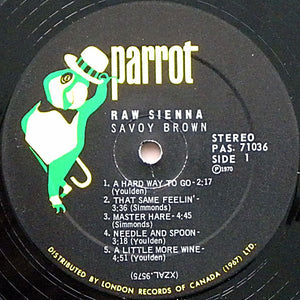 parrot
RAW SIENNA
SAVOY BROWN
STEREO
PAS. 71036
SIDE 1
Ⓟ1970
1. A HARD WAY TO GO - 2:17
(Youlden)
2. THAT SAME FEELIN' -
3:36 (Simmonds)
3. MASTER HARE - 4:45
(Simmonds)
4. NEEDLE AND SPOON -
3:18 (Youlden)
5. A LITTLE MORE WINE -
4:51 (Youlden)
(XZAL.9575)
DISTRIBUTED BY LONDON RECORDS OF CANADA (1967) LTD.